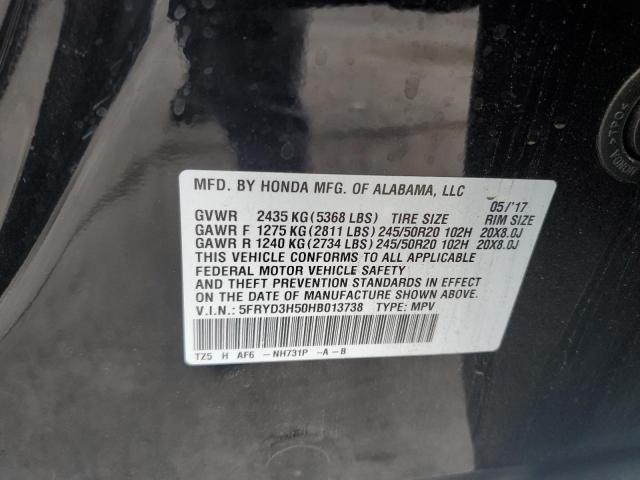 MFD. BY HONDA MFG. OF ALABAMA, LLC
05/'17
GVWR 2435 KG (5368 LBS) TIRE SIZE RIM SIZE
GAWR F 1275 KG (2811 LBS) 245/50R20 102H 20X8.0J
GAWR R 1240 KG (2734 LBS) 245/50R20 102H 20X8.0J
THIS VEHICLE CONFORMS TO ALL APPLICABLE
FEDERAL MOTOR VEHICLE SAFETY
AND THEFT PREVENTION STANDARDS IN EFFECT
ON THE DATE OF MANUFACTURE SHOWN ABOVE.
V.I.N.: 5FRYD3H50HB013738 TYPE: MPV
TZ5 H AF6 -NH731P -A-B